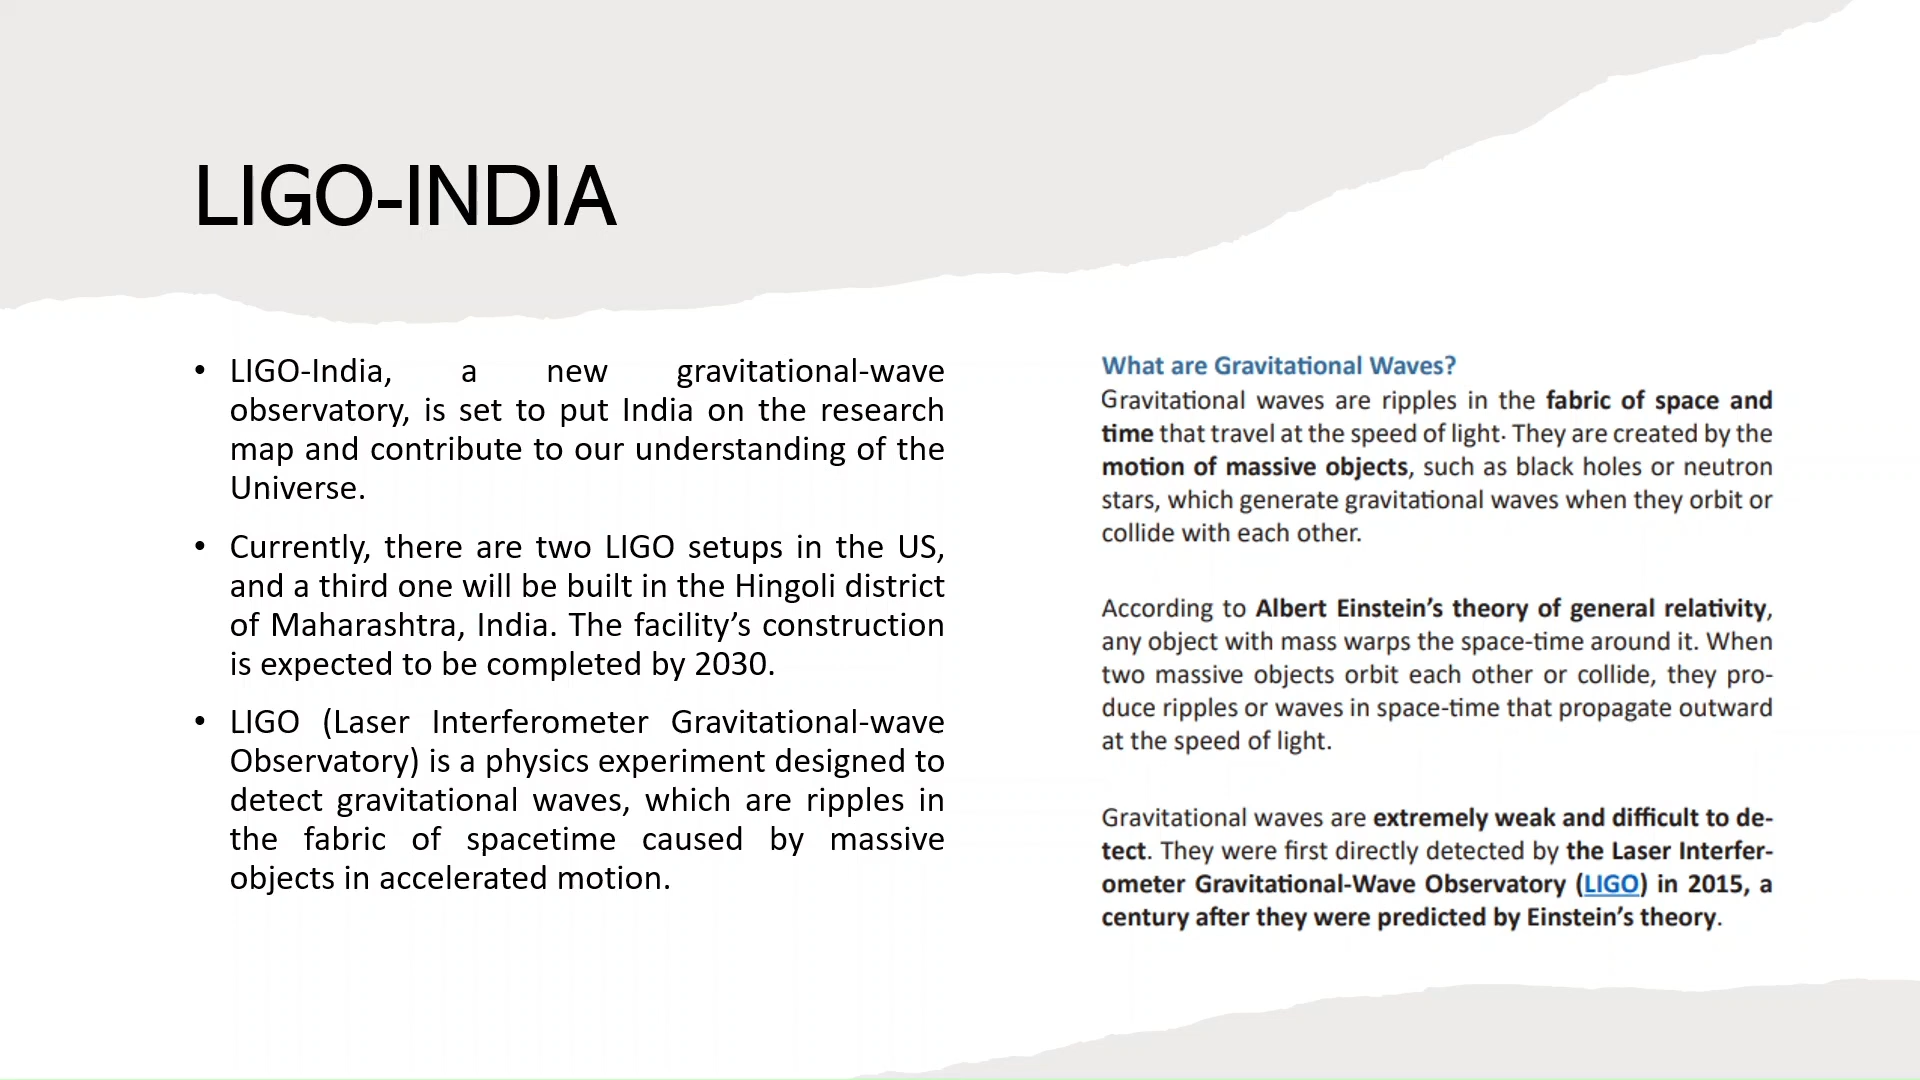 LIGO-INDIA
• LIGO-India, a new gravitational-wave
observatory, is set to put India on the research
map and contribute to our understanding of the
Universe.
• Currently, there are two LIGO setups in the US,
and a third one will be built in the Hingoli district
of Maharashtra, India. The facility’s construction
is expected to be completed by 2030.
• LIGO (Laser Interferometer Gravitational-wave
Observatory) is a physics experiment designed to
detect gravitational waves, which are ripples in
the fabric of spacetime caused by massive
objects in accelerated motion.
What are Gravitational Waves?
Gravitational waves are ripples in the fabric of space and
time that travel at the speed of light. They are created by the
motion of massive objects, such as black holes or neutron
stars, which generate gravitational waves when they orbit or
collide with each other.
According to Albert Einstein’s theory of general relativity,
any object with mass warps the space-time around it. When
two massive objects orbit each other or collide, they pro-
duce ripples or waves in space-time that propagate outward
at the speed of light.
Gravitational waves are extremely weak and difficult to de-
tect. They were first directly detected by the Laser Interfer-
ometer Gravitational-Wave Observatory (LIGO) in 2015, a
century after they were predicted by Einstein’s theory.